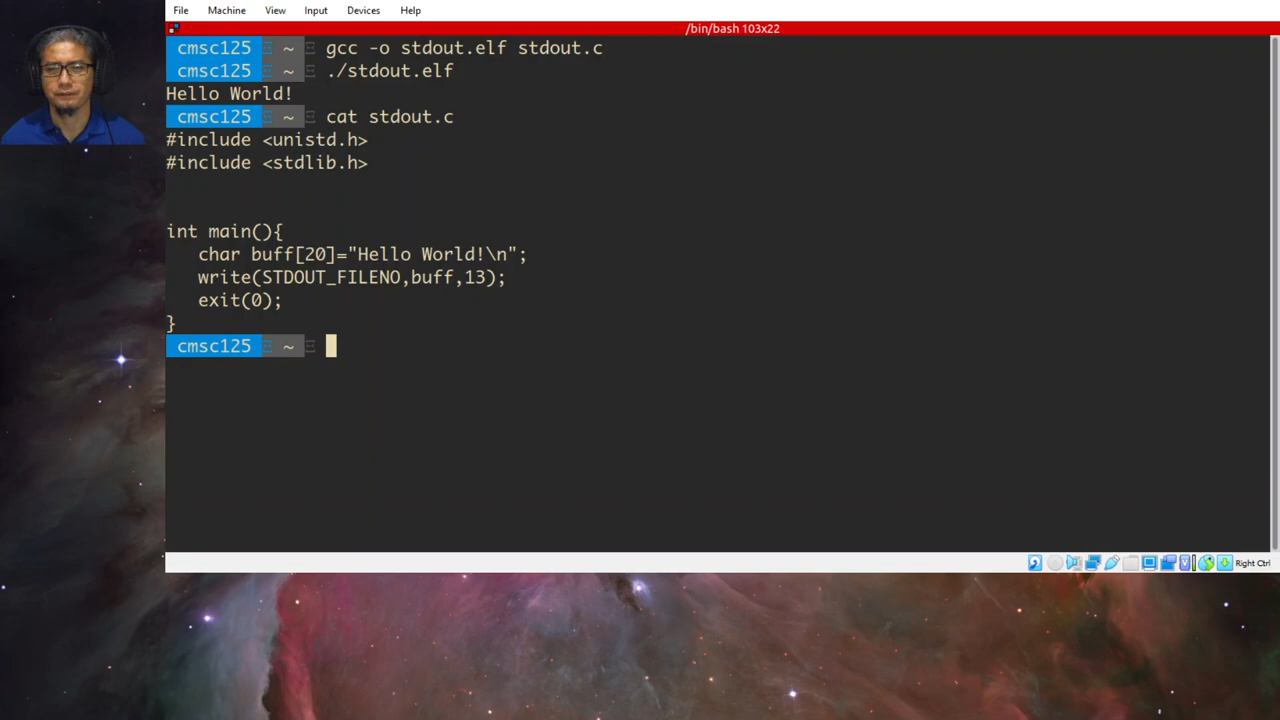 File Machine View Input Devices Help
/bin/bash 103x22
cmsc125 ~ gcc -o stdout.elf stdout.c
cmsc125 ~ ./stdout.elf
Hello World!
cmsc125 ~ cat stdout.c
#include <unistd.h>
#include <stdlib.h>
int main(){
char buff[20]="Hello World!\n";
write(STDOUT_FILENO,buff,13);
exit(0);
}
cmsc125 ~
Right Ctrl